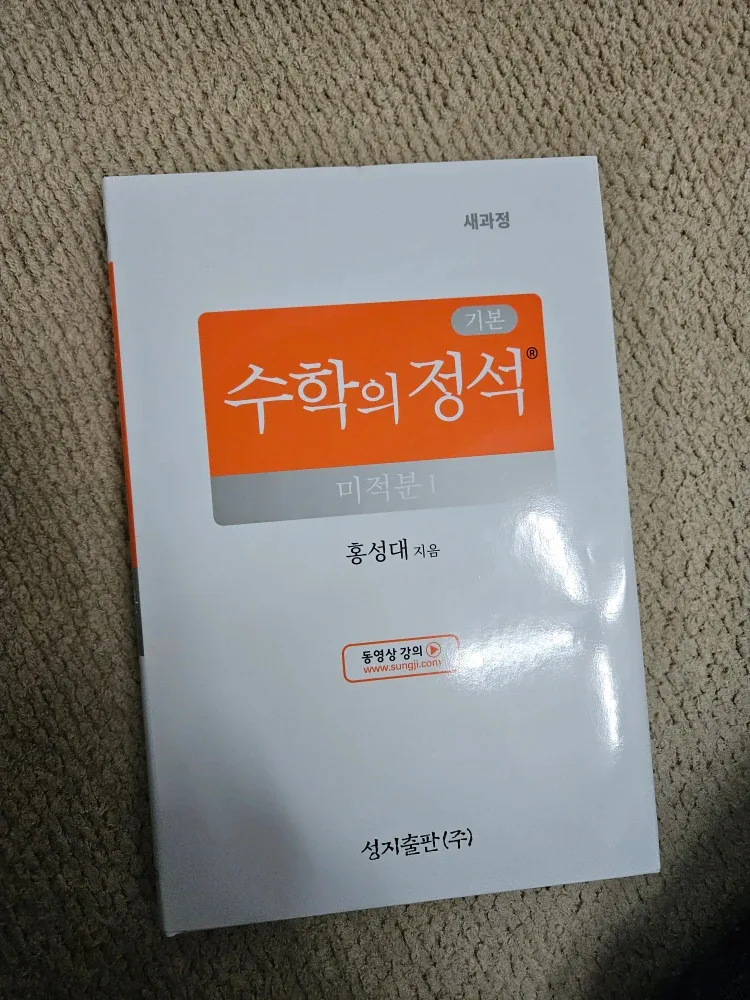 새과정
기본
수학의 정석®
미적분 I
홍성대 지음
동영상 강의
www.sungji.com
성지출판(주)